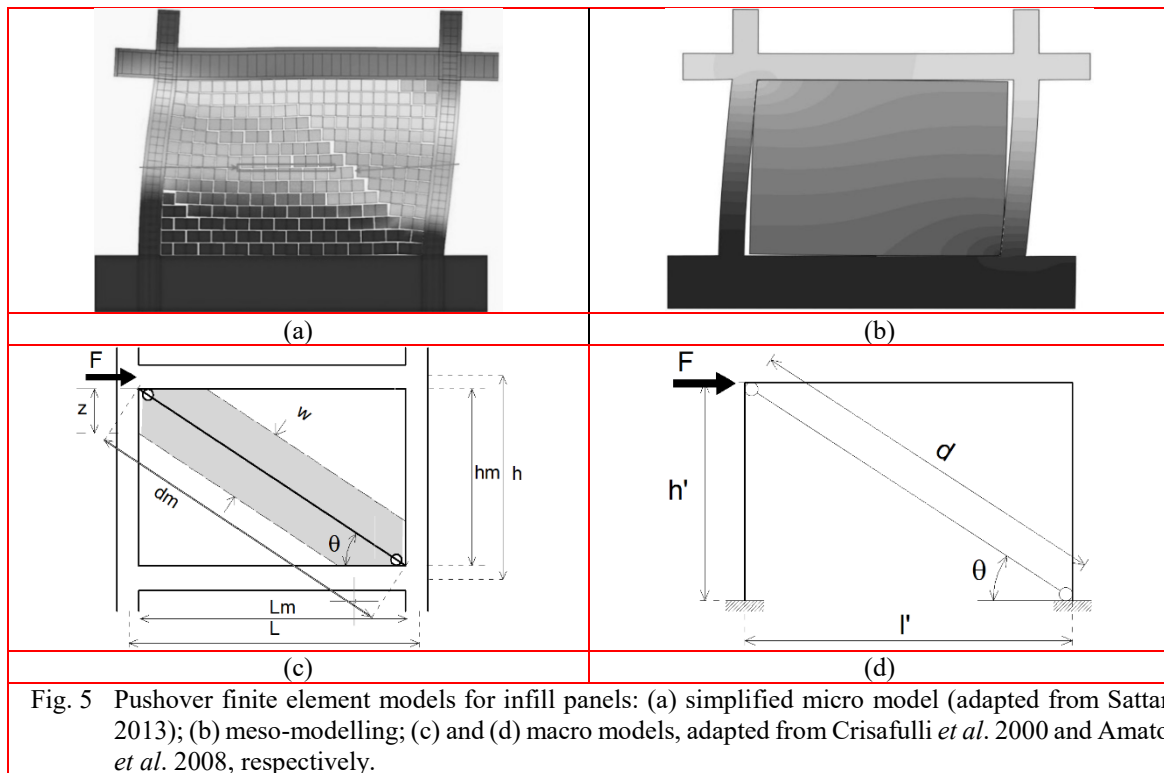 (a)
(b)
F
z
w
dm
hm
h
θ
Lm
L
(c)
F
h'
d
θ
l'
(d)
Fig. 5 Pushover finite element models for infill panels: (a) simplified micro model (adapted from Sattar
2013); (b) meso-modelling; (c) and (d) macro models, adapted from Crisafulli et al. 2000 and Amato
et al. 2008, respectively.